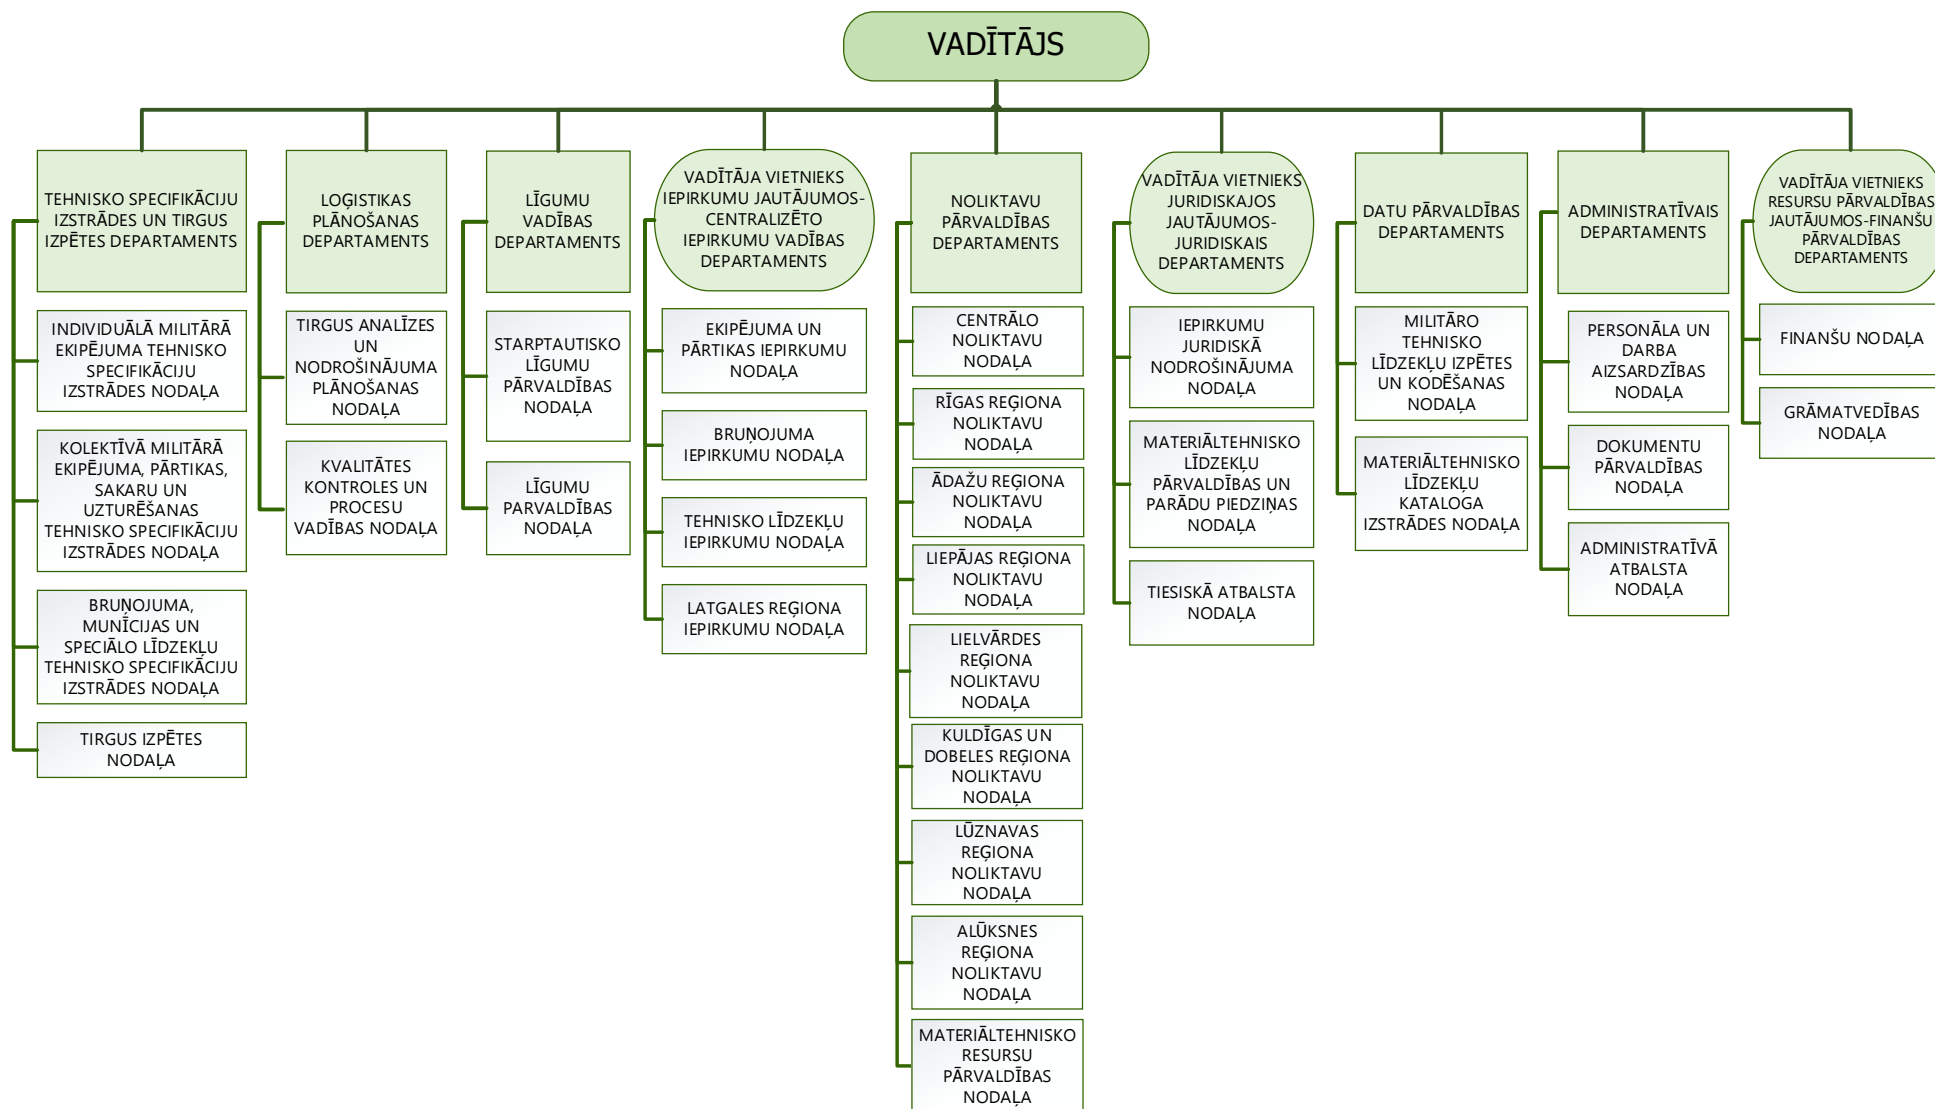 VADĪTĀJS
TEHNISKO SPECIFIKĀCIJU
IZSTRĀDES UN TIRGUS
IZPĒTES DEPARTAMENTS
INDIVIDUĀLĀ MILITĀRĀ
EKIPĒJUMA TEHNISKO
SPECIFIKĀCIJU
IZSTRĀDES NODAĻA
KOLEKTĪVĀ MILITĀRĀ
EKIPĒJUMA, PĀRTIKAS,
SAKARU UN
UZTURĒŠANAS
TEHNISKO SPECIFIKĀCIJU
IZSTRĀDES NODAĻA
BRUŅOJUMA,
MUNĪCIJAS UN
SPECIĀLO LĪDZEKĻU
TEHNISKO SPECIFIKĀCIJU
IZSTRĀDES NODAĻA
TIRGUS IZPĒTES
NODAĻA
LOĢISTIKAS
PLĀNOŠANAS
DEPARTAMENTS
TIRGUS ANALĪZES
UN
NODROŠINĀJUMA
PLĀNOŠANAS
NODAĻA
KVALITĀTES
KONTROLES UN
PROCESU
VADĪBAS NODAĻA
LĪGUMU
VADĪBAS
DEPARTAMENTS
STARPTAUTISKO
LĪGUMU
PĀRVALDĪBAS
NODAĻA
LĪGUMU
PARVALDĪBAS
NODAĻA
VADĪTĀJA VIETNIEKS
IEPIRKUMU JAUTĀJUMOS-
CENTRALIZĒTO
IEPIRKUMU VADĪBAS
DEPARTAMENTS
EKIPĒJUMA UN
PĀRTIKAS IEPIRKUMU
NODAĻA
BRUŅOJUMA
IEPIRKUMU NODAĻA
TEHNISKO LĪDZEKĻU
IEPIRKUMU NODAĻA
LATGALES REĢIONA
IEPIRKUMU NODAĻA
NOLIKTAVU
PĀRVALDĪBAS
DEPARTAMENTS
CENTRĀLO
NOLIKTAVU
NODAĻA
RĪGAS REĢIONA
NOLIKTAVU
NODAĻA
ĀDAŽU REĢIONA
NOLIKTAVU
NODAĻA
LIEPĀJAS REĢIONA
NOLIKTAVU
NODAĻA
LIELVĀRDES
REĢIONA
NOLIKTAVU
NODAĻA
KULDĪGAS UN
DOBELES REĢIONA
NOLIKTAVU
NODAĻA
LŪZNAVAS
REĢIONA
NOLIKTAVU
NODAĻA
ALŪKSNES
REĢIONA
NOLIKTAVU
NODAĻA
MATERIĀLTEHNISKO
RESURSU
PĀRVALDĪBAS
NODAĻA
VADĪTĀJA VIETNIEKS
JURIDISKAJOS
JAUTĀJUMOS-
JURIDISKAIS
DEPARTAMENTS
IEPIRKUMU
JURIDISKĀ
NODROŠINĀJUMA
NODAĻA
MATERIĀLTEHNISKO
LĪDZEKĻU
PĀRVALDĪBAS UN
PARĀDU PIEDZIŅAS
NODAĻA
TIESISKĀ ATBALSTA
NODAĻA
DATU PĀRVALDĪBAS
DEPARTAMENTS
MILITĀRO
TEHNISKO
LĪDZEKĻU IZPĒTES
UN KODĒŠANAS
NODAĻA
MATERIĀLTEHNISKO
LĪDZEKĻU
KATALOGA
IZSTRĀDES NODAĻA
ADMINISTRATĪVAIS
DEPARTAMENTS
PERSONĀLA UN
DARBA
AIZSARDZĪBAS
NODAĻA
DOKUMENTU
PĀRVALDĪBAS
NODAĻA
ADMINISTRATĪVĀ
ATBALSTA
NODAĻA
VADĪTĀJA VIETNIEKS
RESURSU PĀRVALDĪBAS
JAUTĀJUMOS-FINANŠU
PĀRVALDĪBAS
DEPARTAMENTS
FINANŠU NODAĻA
GRĀMATVEDĪBAS
NODAĻA